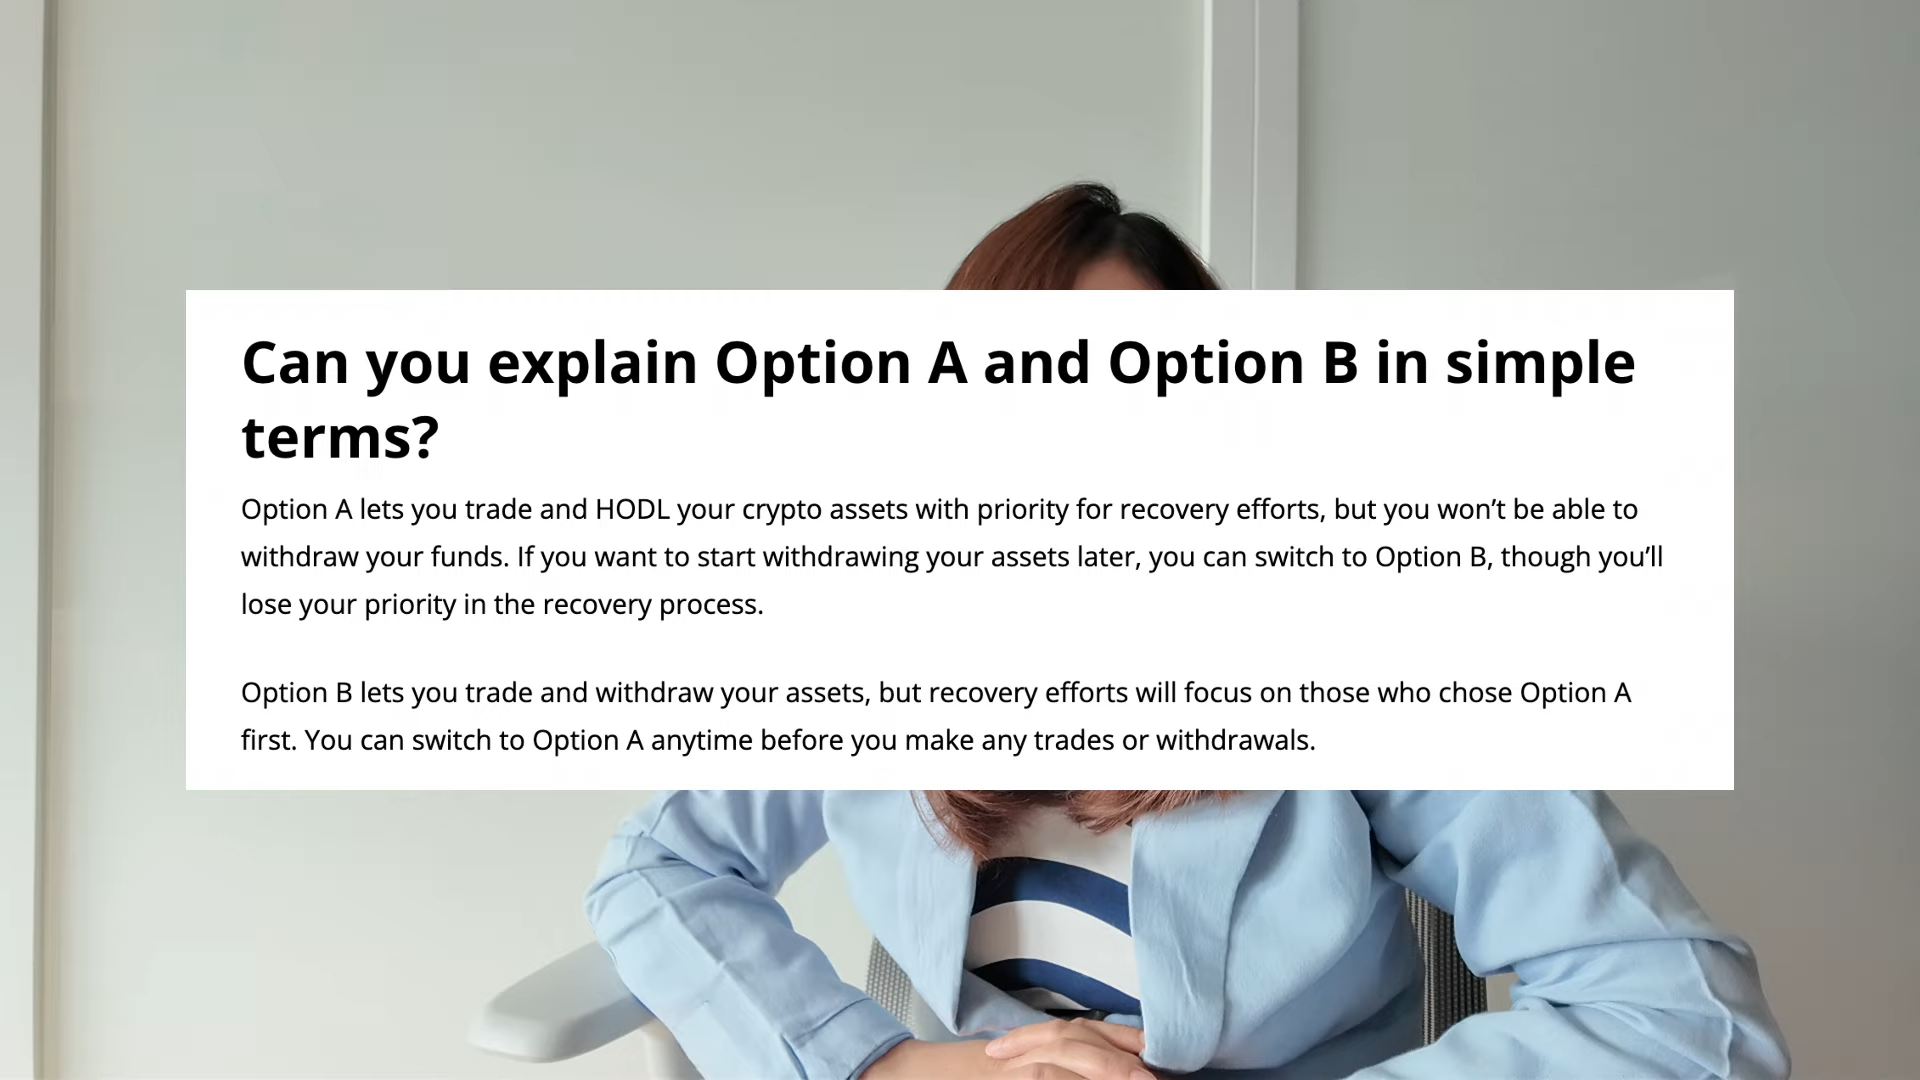 Can you explain Option A and Option B in simple
terms?
Option A lets you trade and HODL your crypto assets with priority for recovery efforts, but you won’t be able to
withdraw your funds. If you want to start withdrawing your assets later, you can switch to Option B, though you’ll
lose your priority in the recovery process.
Option B lets you trade and withdraw your assets, but recovery efforts will focus on those who chose Option A
first. You can switch to Option A anytime before you make any trades or withdrawals.